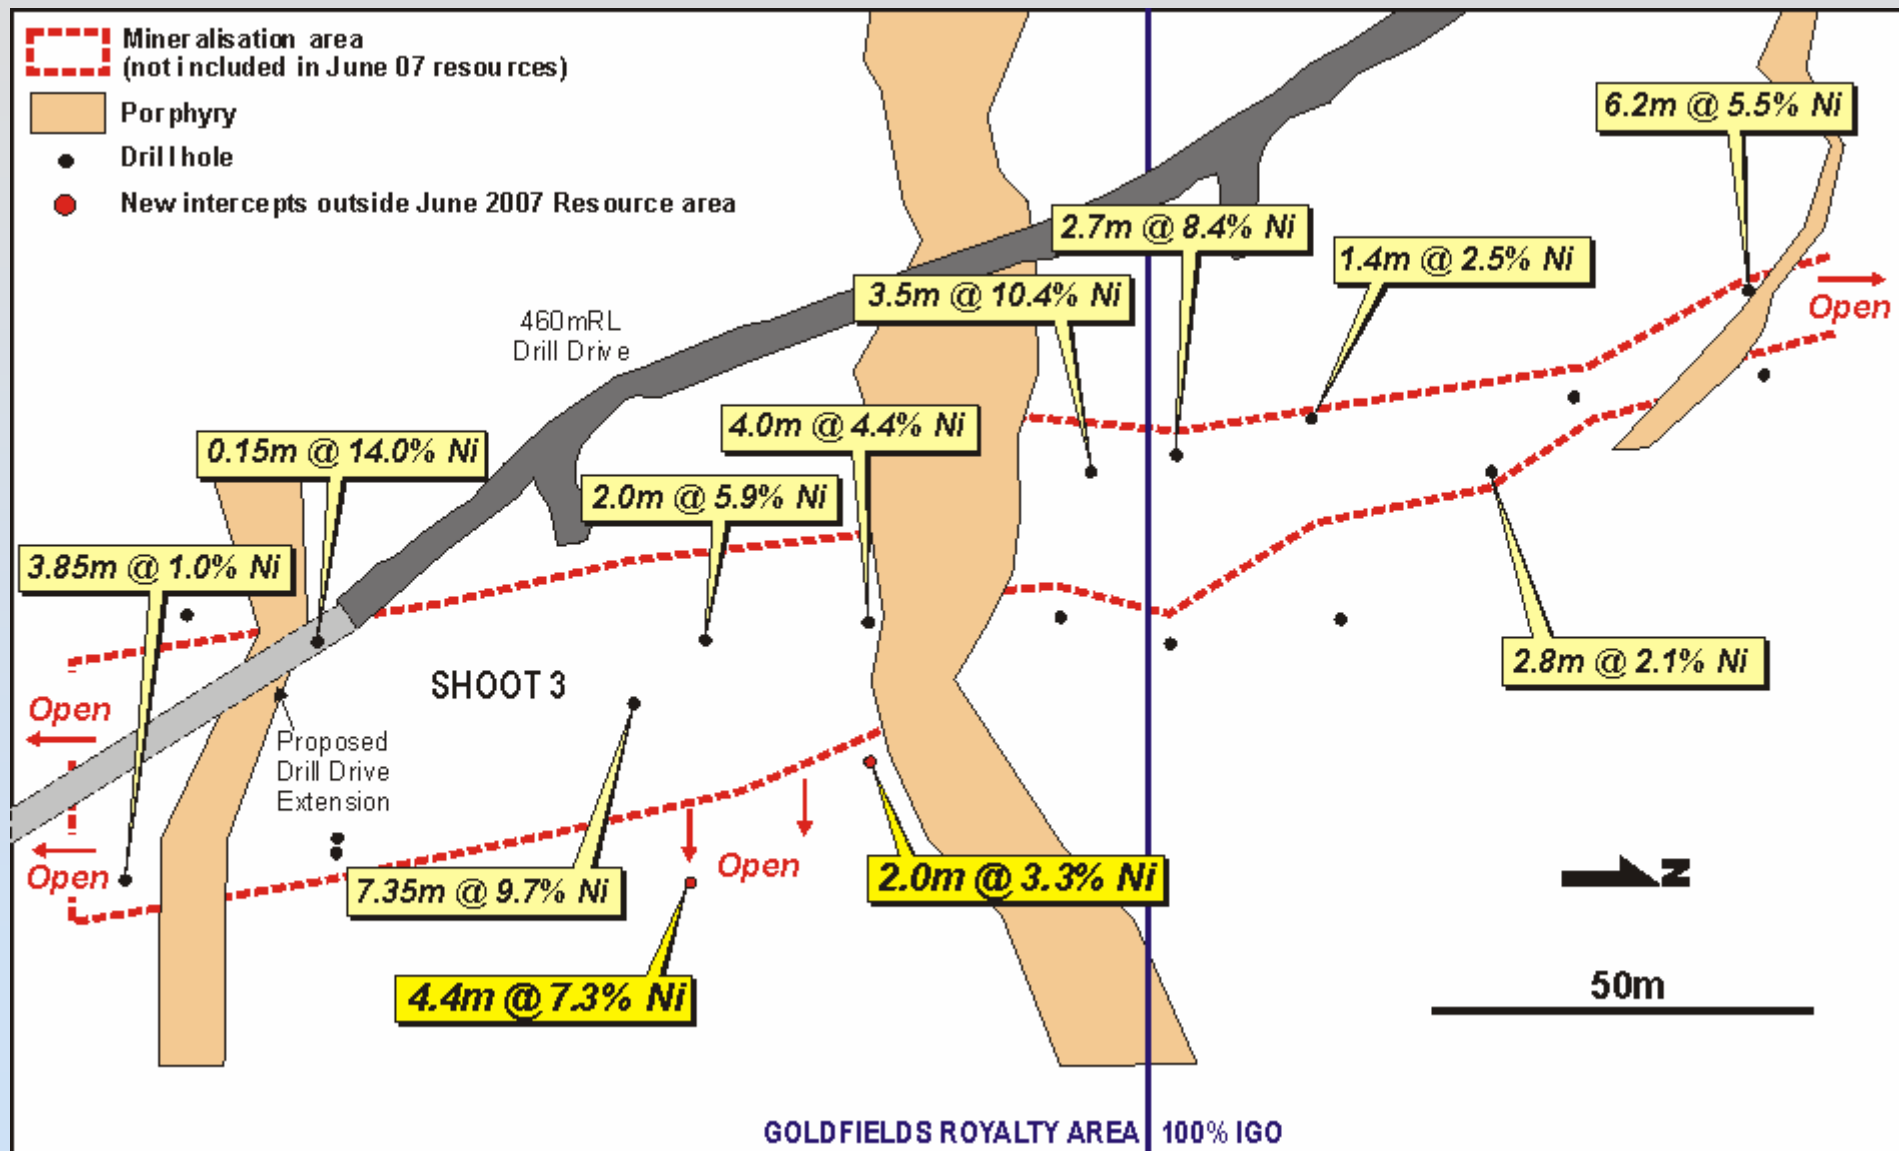 Mineralisation area
(not included in June 07 resources)
Porphyry
Drill hole
New intercepts outside June 2007 Resource area
6.2m @ 5.5% Ni
2.7m @ 8.4% Ni
1.4m @ 2.5% Ni
3.5m @ 10.4% Ni
Open
460mRL
Drill Drive
4.0m @ 4.4% Ni
0.15m @ 14.0% Ni
2.0m @ 5.9% Ni
3.85m @ 1.0% Ni
2.8m @ 2.1% Ni
SHOOT 3
Open
Proposed
Drill Drive
Extension
Open
Open
7.35m @ 9.7% Ni
2.0m @ 3.3% Ni
N
4.4m @ 7.3% Ni
50m
GOLDFIELDS ROYALTY AREA
100% IGO